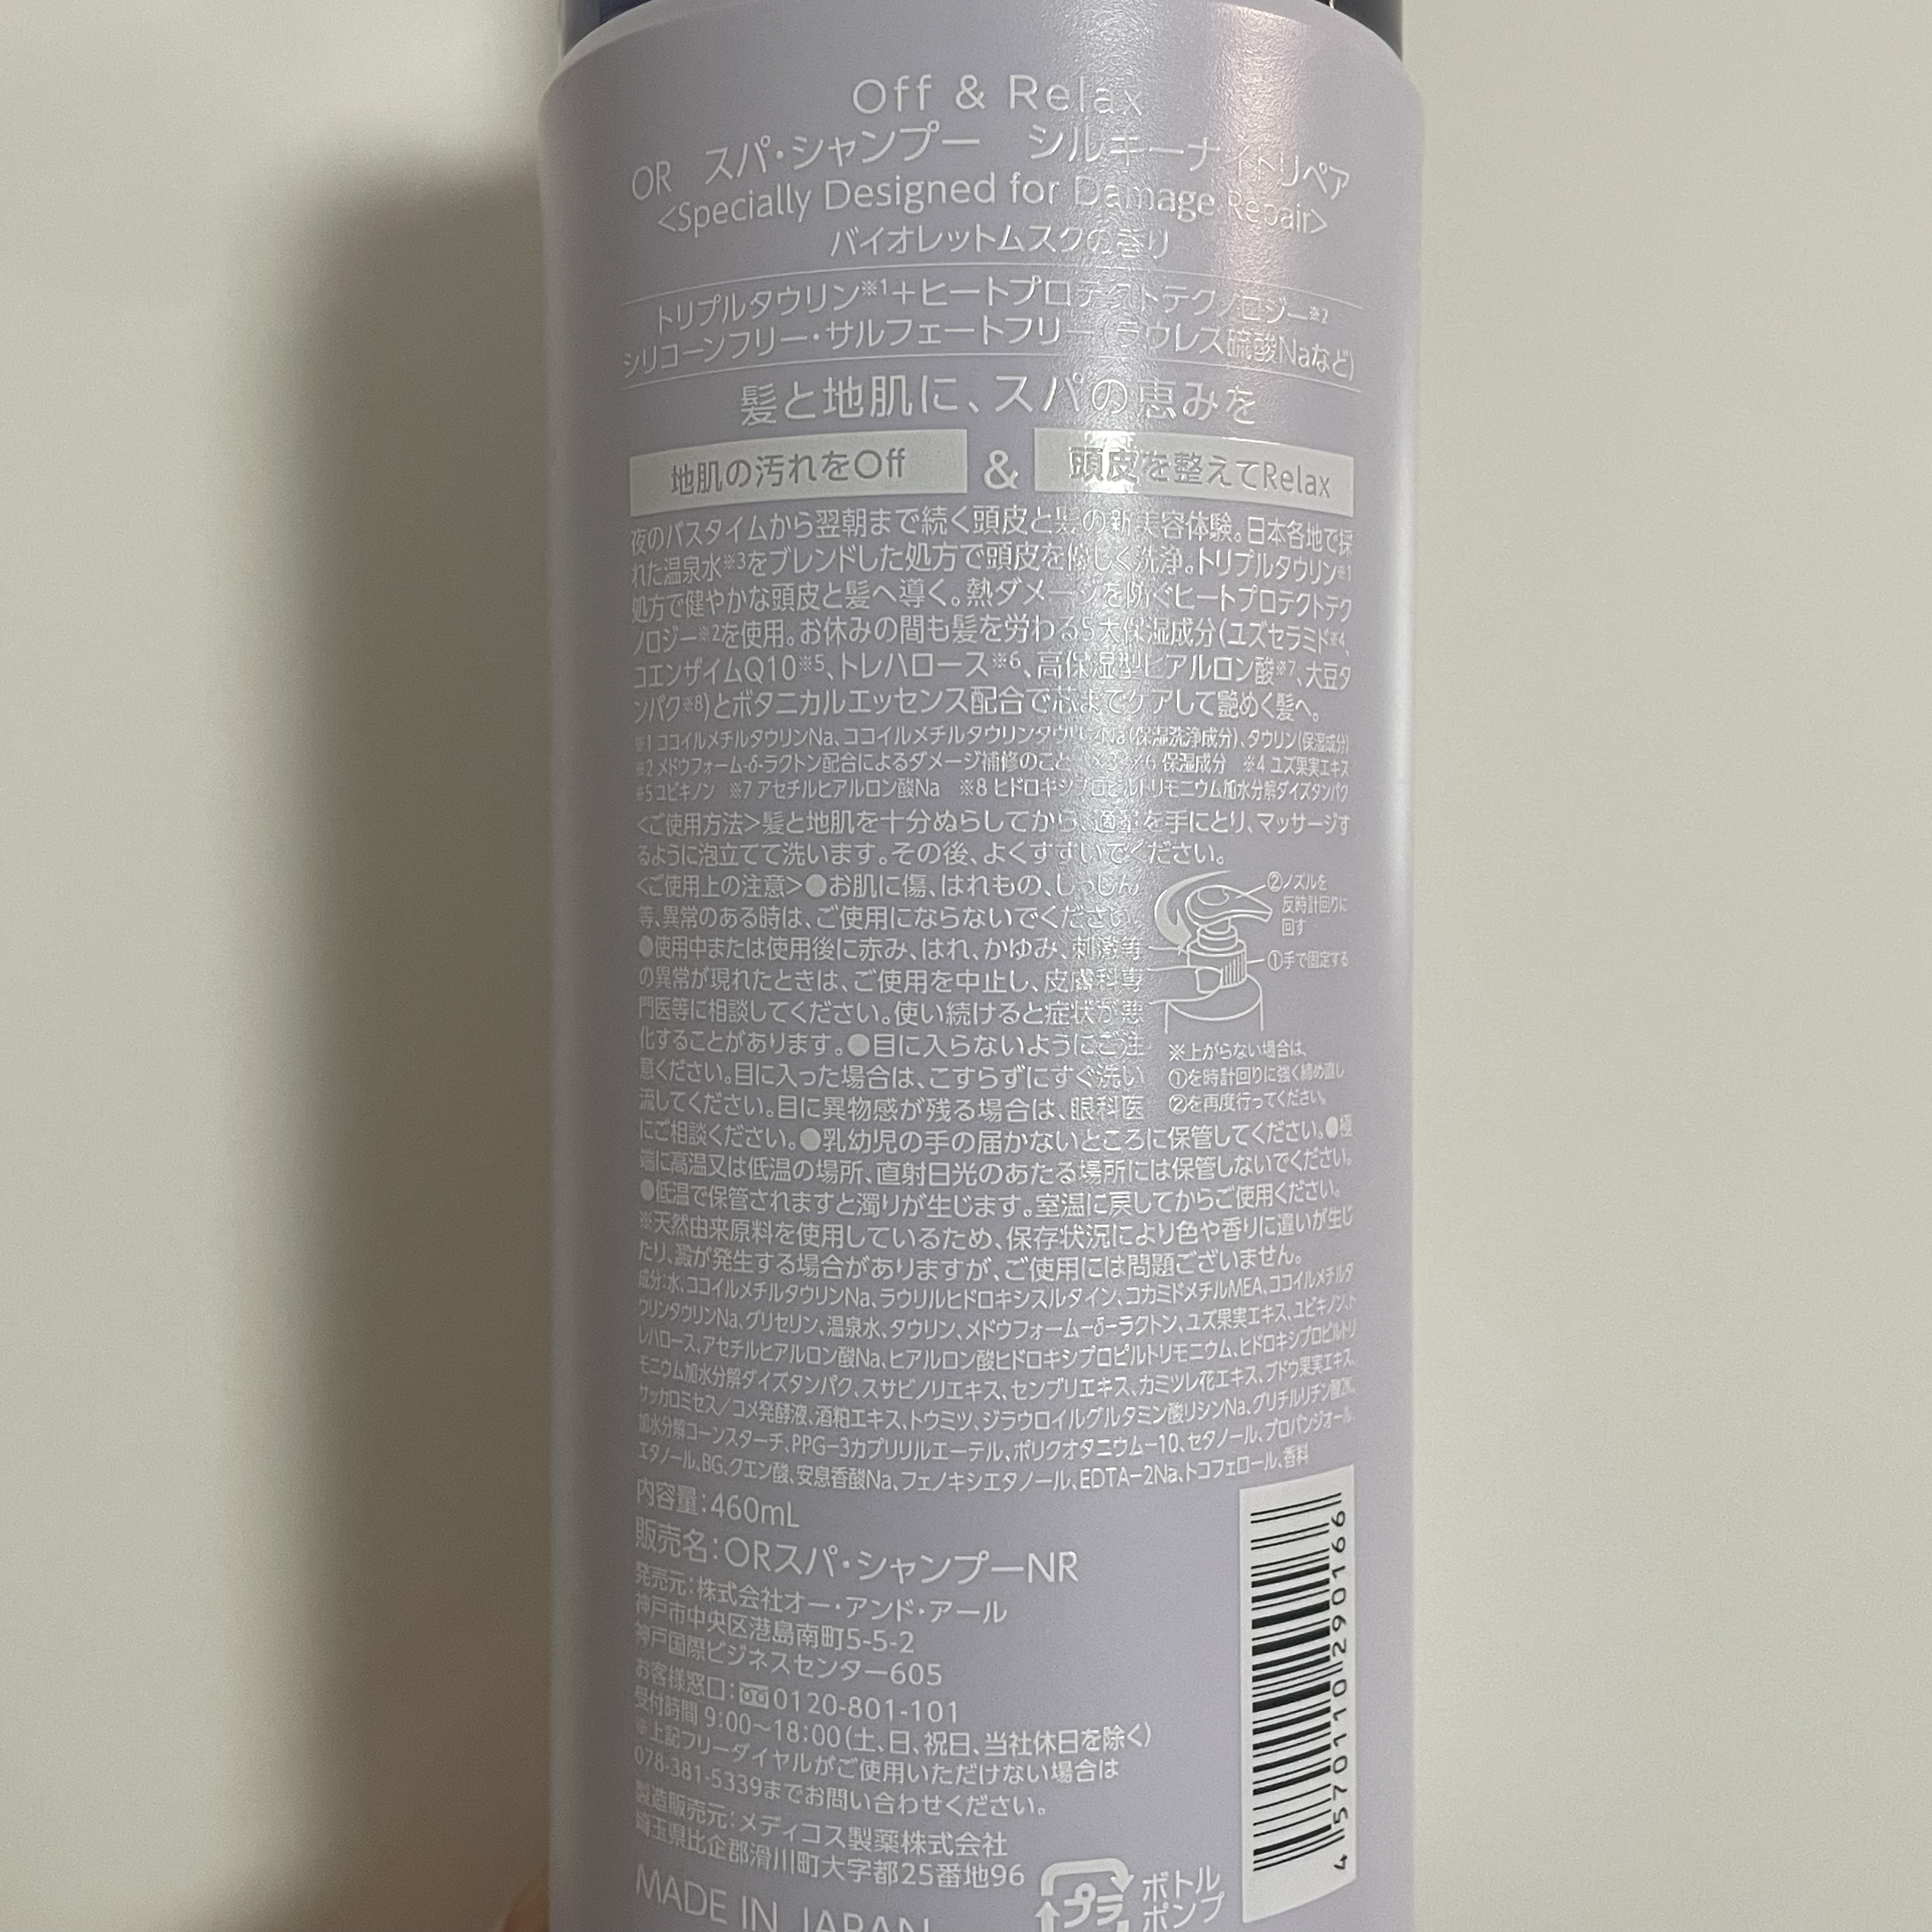 Off & Relax
OR スパ・シャンプー シルキーナイトリペア
<Specially Designed for Damage Repair>
バイオレットムスクの香り
トリプルタウリン※1＋ヒートプロテクトテクノロジー※2
シリコーンフリー・サルフェートフリー(ラウレス硫酸Naなど)
髪と地肌に、スパの恵みを
地肌の汚れをOff & 頭皮を整えてRelax
夜のバスタイムから翌朝まで続く頭皮と髪の新美容体験。日本各地で採
れた温泉水※3をブレンドした処方で頭皮を優しく洗浄。トリプルタウリン※1
処方で健やかな頭皮と髪へ導く。熱ダメージを防ぐヒートプロテクトテク
ノロジー※2を使用。お休みの間も髪を労わる5大保湿成分(ユズセラミド※4、
コエンザイムQ10※5、トレハロース※6、高保湿型ヒアルロン酸※7、大豆タ
ンパク※8)とボタニカルエッセンス配合で芯までケアして艶めく髪へ。
※1 ココイルメチルタウリンNa、ココイルメチルタウリンタウリンNa(保湿洗浄成分)、タウリン(保湿成分)
※2 メドウフォーム-δ-ラクトン配合によるダメージ補修のこと ※3、※6 保湿成分 ※4 ユズ果実エキス
※5 ユビキノン ※7 アセチルヒアルロン酸Na ※8 ヒドロキシプロピルトリモニウム加水分解ダイズタンパク
<ご使用方法>髪と地肌を十分ぬらしてから、適量を手にとり、マッサージす
るように泡立てて洗います。その後、よくすすいでください。
<ご使用上の注意>●お肌に傷、はれもの、しっしん
等、異常のある時は、ご使用にならないでください。
●使用中または使用後に赤み、はれ、かゆみ、刺激等
の異常が現れたときは、ご使用を中止し、皮膚科専
門医等に相談してください。使い続けると症状が悪
化することがあります。●目に入らないようにご注
意ください。目に入った場合は、こすらずにすぐ洗い
流してください。目に異物感が残る場合は、眼科医
②ノズルを
反時計回りに
回す
①手で固定する
※上がらない場合は、
①を時計回りに強く締め直し
②を再度行ってください。
にご相談ください。●乳幼児の手の届かないところに保管してください。●極
端に高温又は低温の場所、直射日光のあたる場所には保管しないでください。
●低温で保管されますと濁りが生じます。室温に戻してからご使用ください。
※天然由来原料を使用しているため、保存状況により色や香りに違いが生じ
たり、澱が発生する場合がありますが、ご使用には問題ございません。
成分:水、ココイルメチルタウリンNa、ラウリルヒドロキシスルタイン、コカミドメチルMEA、ココイルメチルタ
ウリンタウリンNa、グリセリン、温泉水、タウリン、メドウフォーム-δ-ラクトン、ユズ果実エキス、ユビキノン、ト
レハロース、アセチルヒアルロン酸Na、ヒアルロン酸ヒドロキシプロピルトリモニウム、ヒドロキシプロピルトリ
モニウム加水分解ダイズタンパク、スサビノリエキス、センブリエキス、カミツレ花エキス、ブドウ果実エキス、
サッカロミセス／コメ発酵液、酒粕エキス、トウミツ、ジラウロイルグルタミン酸リシンNa、グリチルリチン酸2K、
加水分解コーンスターチ、PPG-3カプリリルエーテル、ポリクオタニウム-10、セタノール、プロパンジオール、
エタノール、BG、クエン酸、安息香酸Na、フェノキシエタノール、EDTA-2Na、トコフェロール、香料
内容量:460mL
販売名:ORスパ・シャンプーNR
発売元:株式会社オー・アンド・アール
神戸市中央区港島南町5-5-2
神戸国際ビジネスセンター605
お客様窓口:0120-801-101
受付時間 9:00～18:00(土、日、祝日、当社休日を除く)
※上記フリーダイヤルがご使用いただけない場合は
078-381-5339までお問い合わせください。
製造販売元:メディコス製薬株式会社
埼玉県比企郡滑川町大字都25番地96
MADE IN JAPAN
プラ
ボトル
ポンプ
4 570110 290166